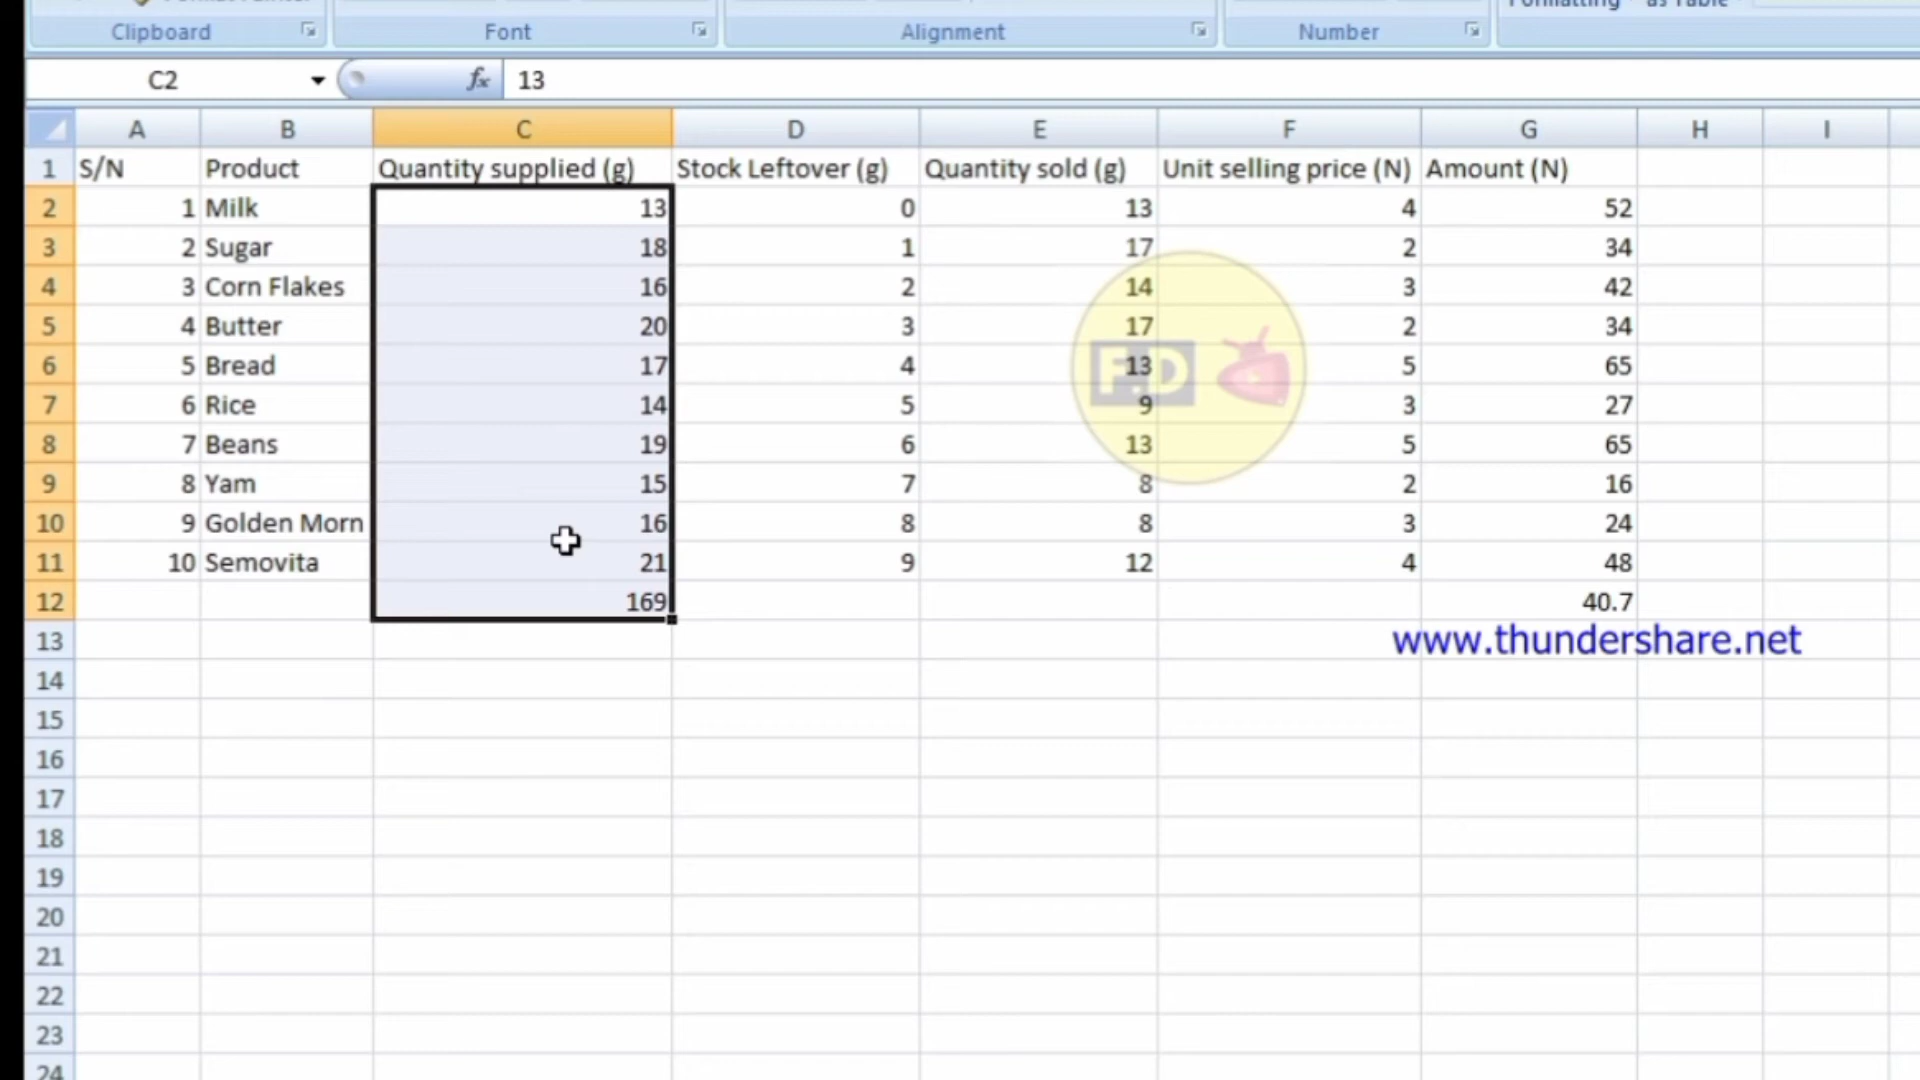 Clipboard Font Alignment Number
C2 fx 13
A B C D E F G H I
1 S/N Product Quantity supplied (g) Stock Leftover (g) Quantity sold (g) Unit selling price (N) Amount (N)
2 1 Milk 13 0 13 4 52
3 2 Sugar 18 1 17 2 34
4 3 Corn Flakes 16 2 14 3 42
5 4 Butter 20 3 17 2 34
6 5 Bread 17 4 13 5 65
7 6 Rice 14 5 9 3 27
8 7 Beans 19 6 13 5 65
9 8 Yam 15 7 8 2 16
10 9 Golden Morn 16 8 8 3 24
11 10 Semovita 21 9 12 4 48
12 169 40.7
F.D
13 www.thundershare.net
14
15
16
17
18
19
20
21
22
23
24